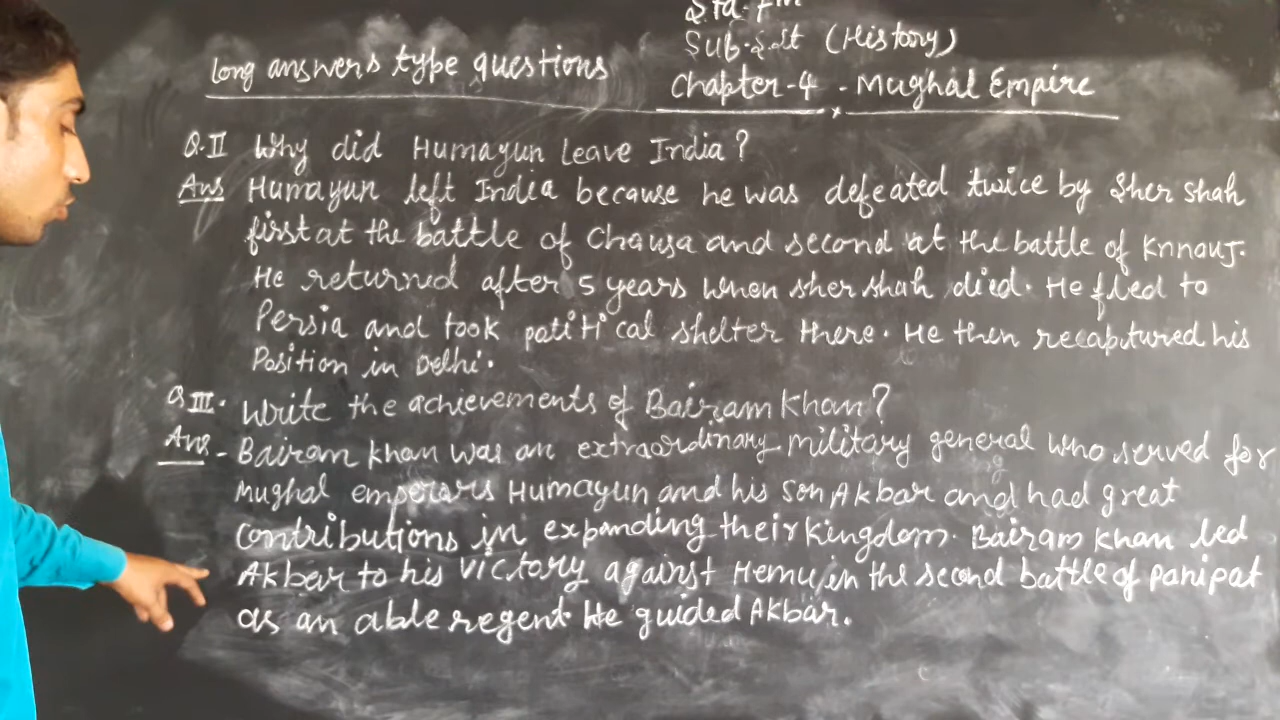 Sub-S.st (History)
Long answers type questions
Chapter-4 - Mughal Empire
Q.II Why did Humayun Leave India?
Ans Humayun left India because he was defeated twice by Sher Shah
first at the battle of Chausa and second at the battle of Knnouj.
He returned after 5 years when sher shah died. He fled to
Persia and took patitical shelter there. He then recaptured his
Position in Delhi.
Q III. Write the achievements of Bairam Khan?
Ans - Bairam khan was an extraordinary military general who served for
Mughal emperars Humayun and his son Akbar and had great
Contributions in expanding their Kingdom. Bairam Khan led
Akbar to his victory against Hemu in the second battle of panipat
as an able regent. He guided Akbar.